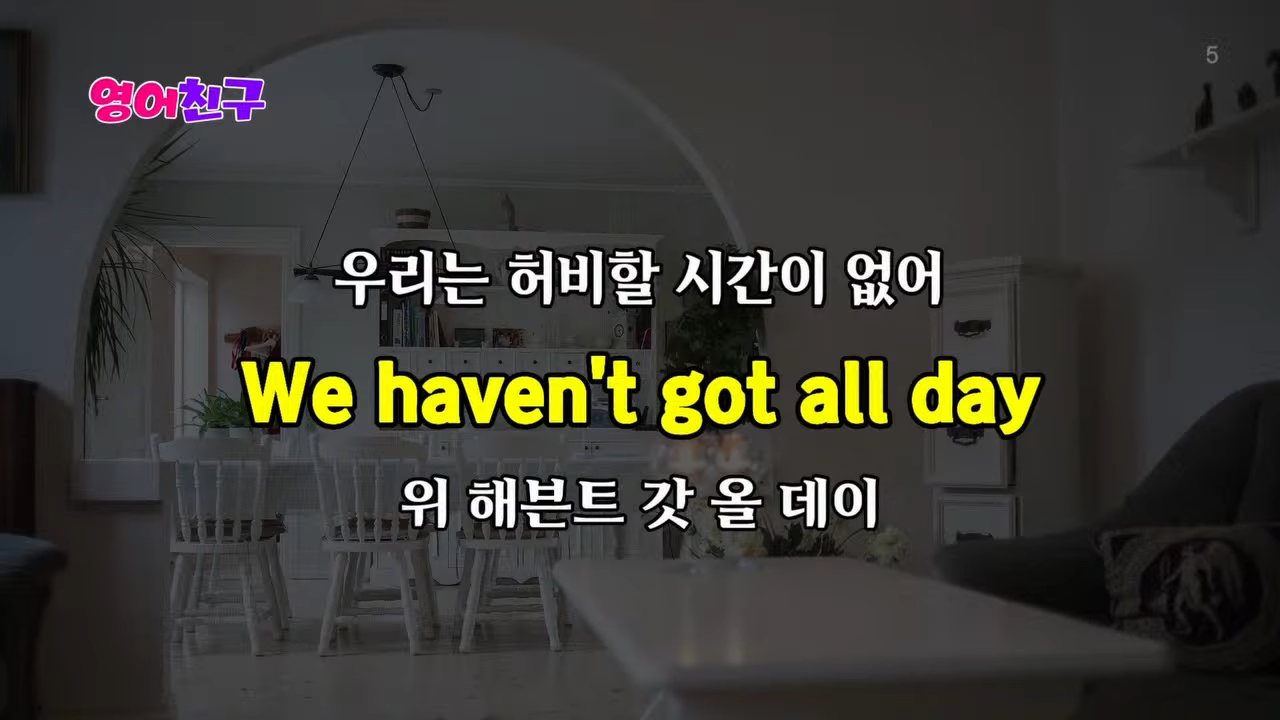 영어친구
5
우리는 허비할 시간이 없어
We haven't got all day
위 해븐트 갓 올 데이